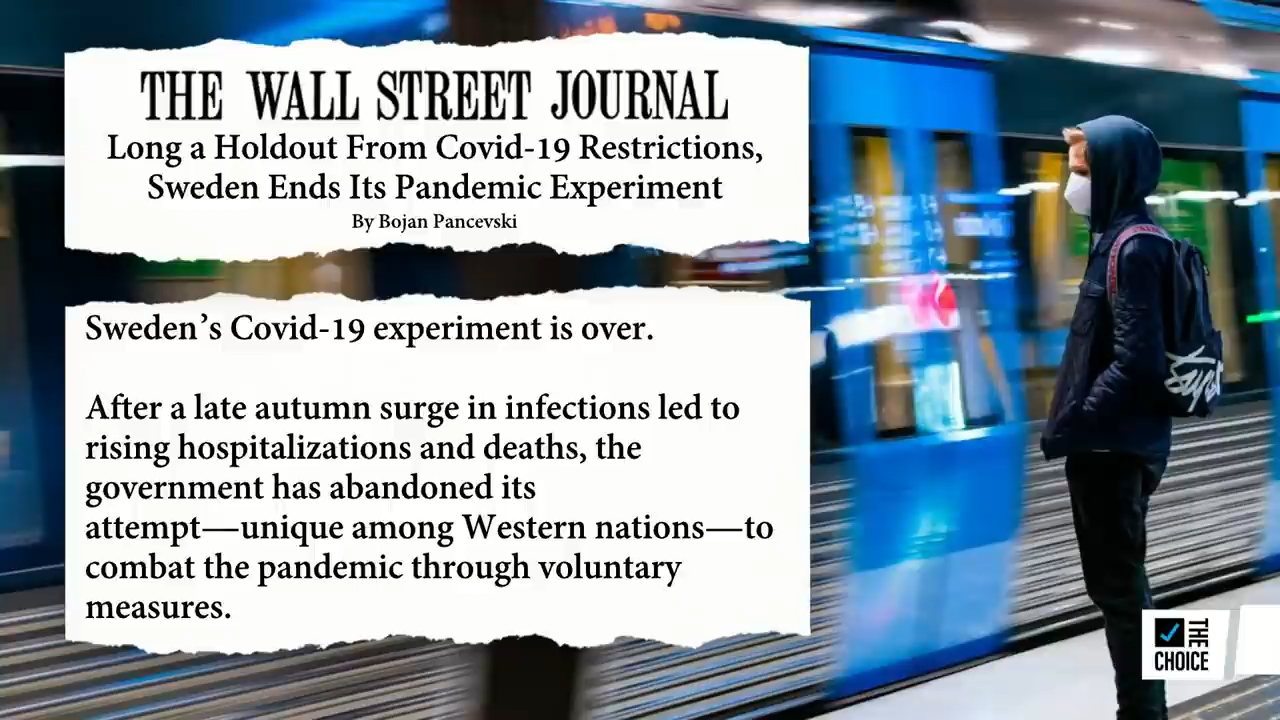 THE WALL STREET JOURNAL
Long a Holdout From Covid-19 Restrictions,
Sweden Ends Its Pandemic Experiment
By Bojan Pancevski
Sweden’s Covid-19 experiment is over.
After a late autumn surge in infections led to
rising hospitalizations and deaths, the
government has abandoned its
attempt—unique among Western nations—to
combat the pandemic through voluntary
measures.
THE
CHOICE